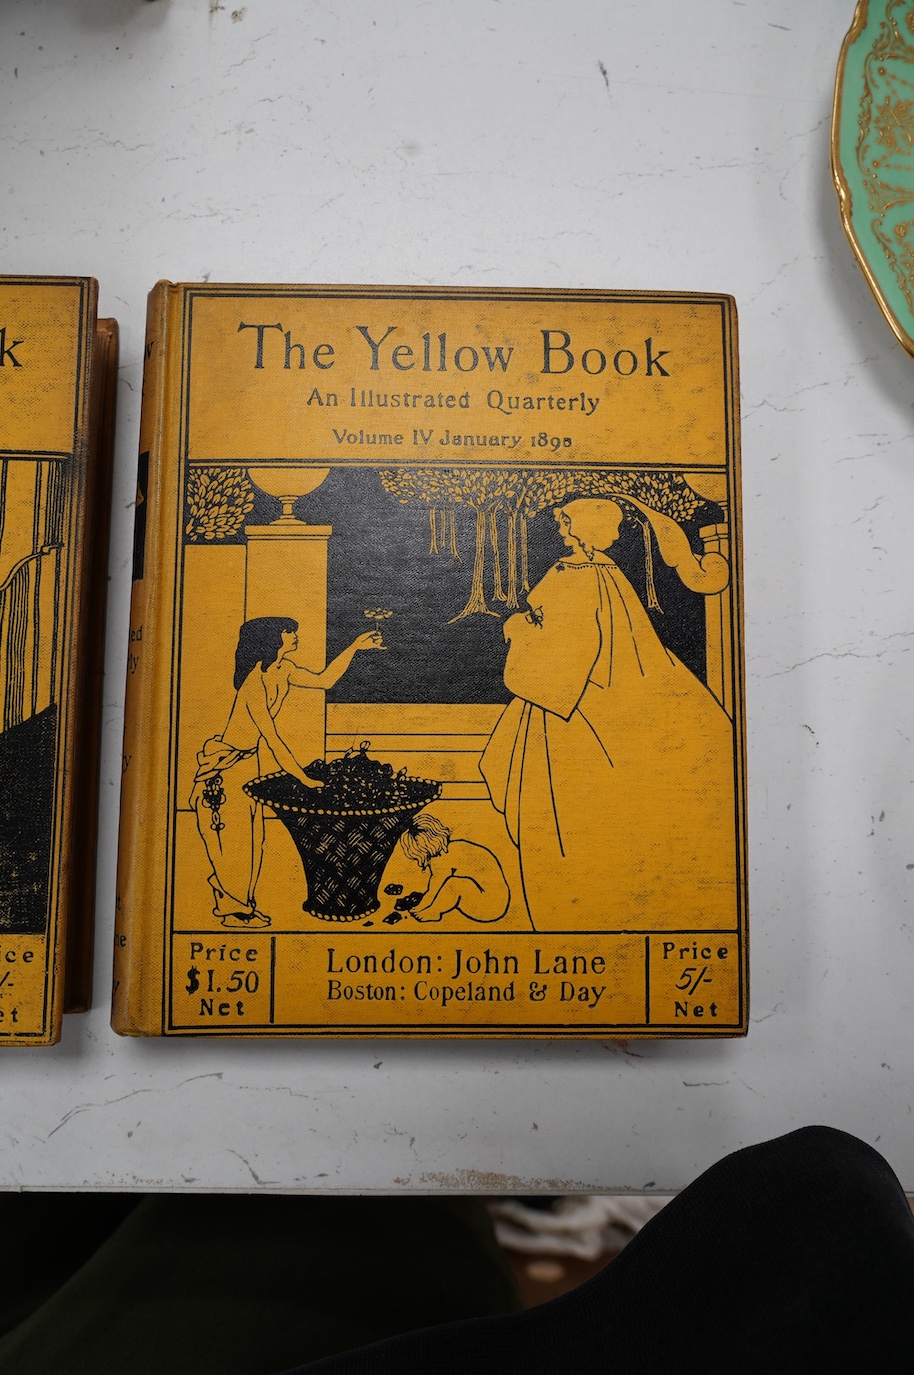 k
The Yellow Book
An Illustrated Quarterly
Volume IV January 1895
Price
$1.50
Net
London: John Lane
Boston: Copeland & Day
Price
5/-
Net
ice
/-
et